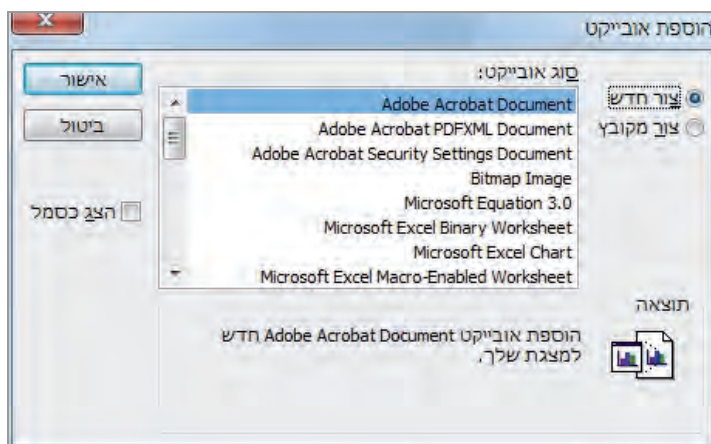 הוספת אובייקט
צור חדש
צור מקובץ
סוג אובייקט:
Adobe Acrobat Document
Adobe Acrobat PDFXML Document
Adobe Acrobat Security Settings Document
Bitmap Image
Microsoft Equation 3.0
Microsoft Excel Binary Worksheet
Microsoft Excel Chart
Microsoft Excel Macro-Enabled Worksheet
אישור
ביטול
הצג כסמל
תוצאה
הוספת אובייקט Adobe Acrobat Document חדש
למצגת שלך.